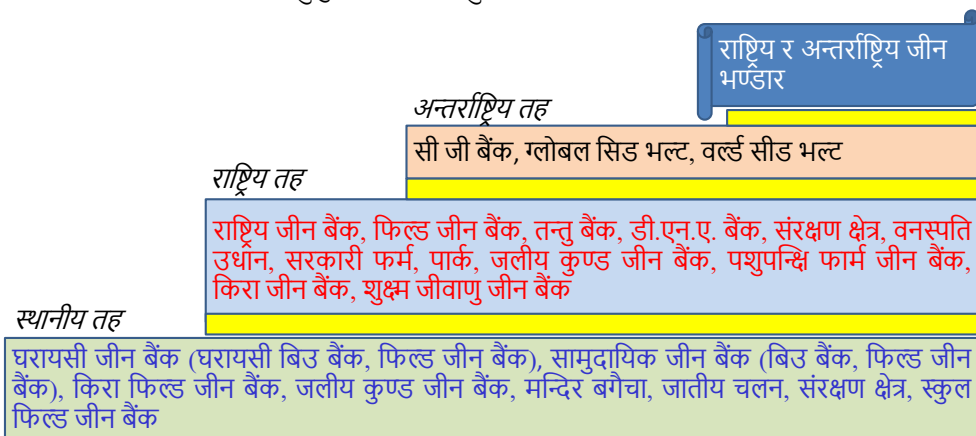 राष्ट्रिय र अन्तर्राष्ट्रिय जीन
भण्डार
अन्तर्राष्ट्रिय तह
सी जी बैंक, ग्लोबल सिड भल्ट, वर्ल्ड सीड भल्ट
राष्ट्रिय तह
राष्ट्रिय जीन बैंक, फिल्ड जीन बैंक, तन्तु बैंक, डी.एन.ए. बैंक, संरक्षण क्षेत्र, वनस्पति
उधान, सरकारी फर्म, पार्क, जलीय कुण्ड जीन बैंक, पशुपन्क्षि फार्म जीन बैंक,
किरा जीन बैंक, शुक्ष्म जीवाणु जीन बैंक
स्थानीय तह
घरायसी जीन बैंक (घरायसी बिउ बैंक, फिल्ड जीन बैंक), सामुदायिक जीन बैंक (बिउ बैंक, फिल्ड जीन
बैंक), किरा फिल्ड जीन बैंक, जलीय कुण्ड जीन बैंक, मन्दिर बगैचा, जातीय चलन, संरक्षण क्षेत्र, स्कुल
फिल्ड जीन बैंक